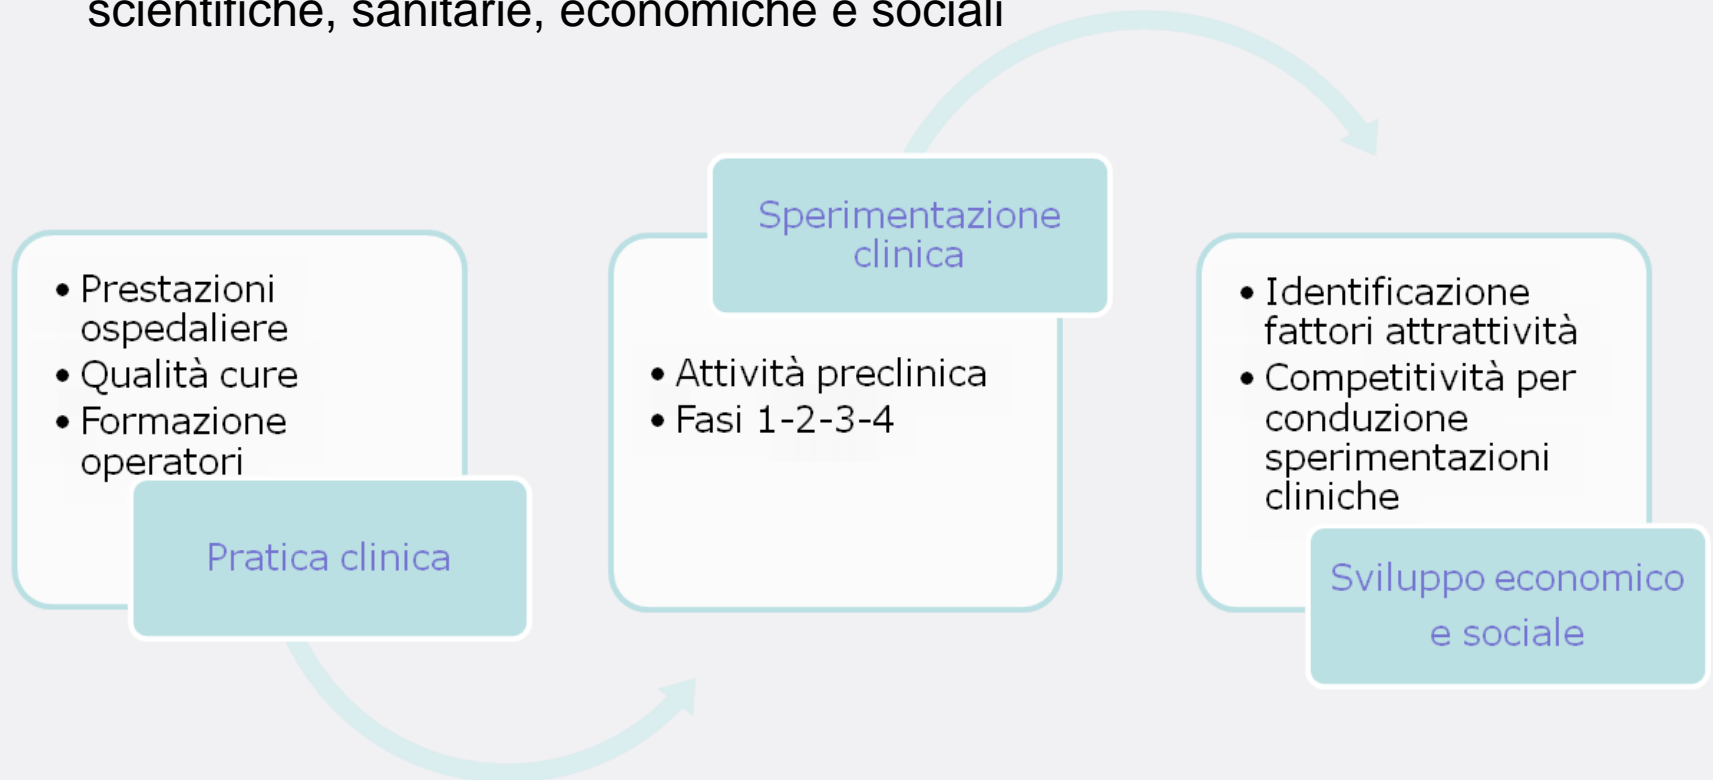 scientifiche, sanitarie, economiche e sociali
• Prestazioni
ospedaliere
• Qualità cure
• Formazione
operatori
Pratica clinica
Sperimentazione
clinica
• Attività preclinica
• Fasi 1-2-3-4
• Identificazione
fattori attrattività
• Competitività per
conduzione
sperimentazioni
cliniche
Sviluppo economico
e sociale